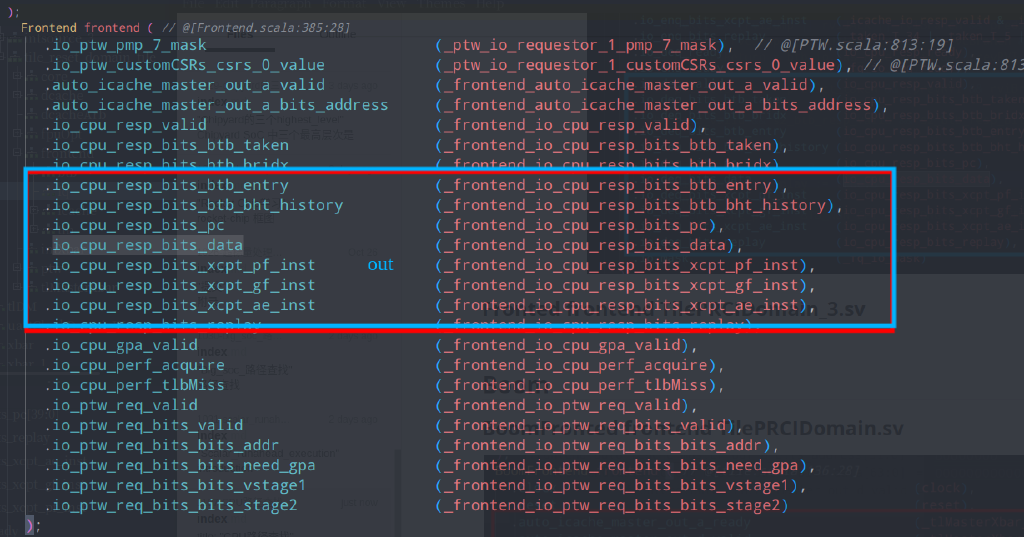 );
Frontend frontend ( // @[Frontend.scala:385:28]
.io_ptw_pmp_7_mask (_ptw_io_requestor_1_pmp_7_mask), // @[PTW.scala:813:19]
.io_ptw_customCSRs_csrs_0_value (_ptw_io_requestor_1_customCSRs_csrs_0_value), // @[PTW.scala:813
.auto_icache_master_out_a_valid (_frontend_auto_icache_master_out_a_valid),
.auto_icache_master_out_a_bits_address (_frontend_auto_icache_master_out_a_bits_address),
.io_cpu_resp_valid (_frontend_io_cpu_resp_valid),
.io_cpu_resp_bits_btb_taken (_frontend_io_cpu_resp_bits_btb_taken),
.io_cpu_resp_bits_btb_bridx (_frontend_io_cpu_resp_bits_btb_bridx),
.io_cpu_resp_bits_btb_entry (_frontend_io_cpu_resp_bits_btb_entry),
.io_cpu_resp_bits_btb_bht_history (_frontend_io_cpu_resp_bits_btb_bht_history),
.io_cpu_resp_bits_pc (_frontend_io_cpu_resp_bits_pc),
.io_cpu_resp_bits_data (_frontend_io_cpu_resp_bits_data),
.io_cpu_resp_bits_xcpt_pf_inst out (_frontend_io_cpu_resp_bits_xcpt_pf_inst),
.io_cpu_resp_bits_xcpt_gf_inst (_frontend_io_cpu_resp_bits_xcpt_gf_inst),
.io_cpu_resp_bits_xcpt_ae_inst (_frontend_io_cpu_resp_bits_xcpt_ae_inst),
.io_cpu_resp_bits_replay (_frontend_io_cpu_resp_bits_replay),
.io_cpu_gpa_valid (_frontend_io_cpu_gpa_valid),
.io_cpu_perf_acquire (_frontend_io_cpu_perf_acquire),
.io_cpu_perf_tlbMiss (_frontend_io_cpu_perf_tlbMiss),
.io_ptw_req_valid (_frontend_io_ptw_req_valid),
.io_ptw_req_bits_valid (_frontend_io_ptw_req_bits_valid),
.io_ptw_req_bits_bits_addr (_frontend_io_ptw_req_bits_bits_addr),
.io_ptw_req_bits_bits_need_gpa (_frontend_io_ptw_req_bits_bits_need_gpa),
.io_ptw_req_bits_bits_vstage1 (_frontend_io_ptw_req_bits_bits_vstage1),
.io_ptw_req_bits_bits_stage2 (_frontend_io_ptw_req_bits_bits_stage2)
);